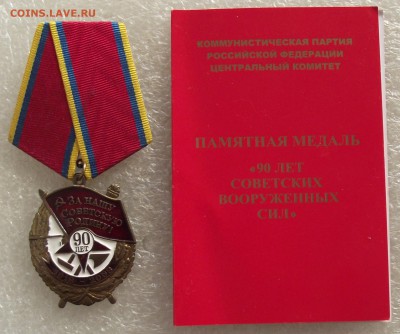 COINS.LAVE.RU
КОММУНИСТИЧЕСКАЯ ПАРТИЯ
РОССИЙСКОЙ ФЕДЕРАЦИИ
ЦЕНТРАЛЬНЫЙ КОМИТЕТ
ПАМЯТНАЯ МЕДАЛЬ
«90 ЛЕТ
СОВЕТСКИХ
ВООРУЖЕННЫХ
СИЛ»
ЗА НАШУ
СОВЕТСКУЮ
РОДИНУ!
90
ЛЕТ